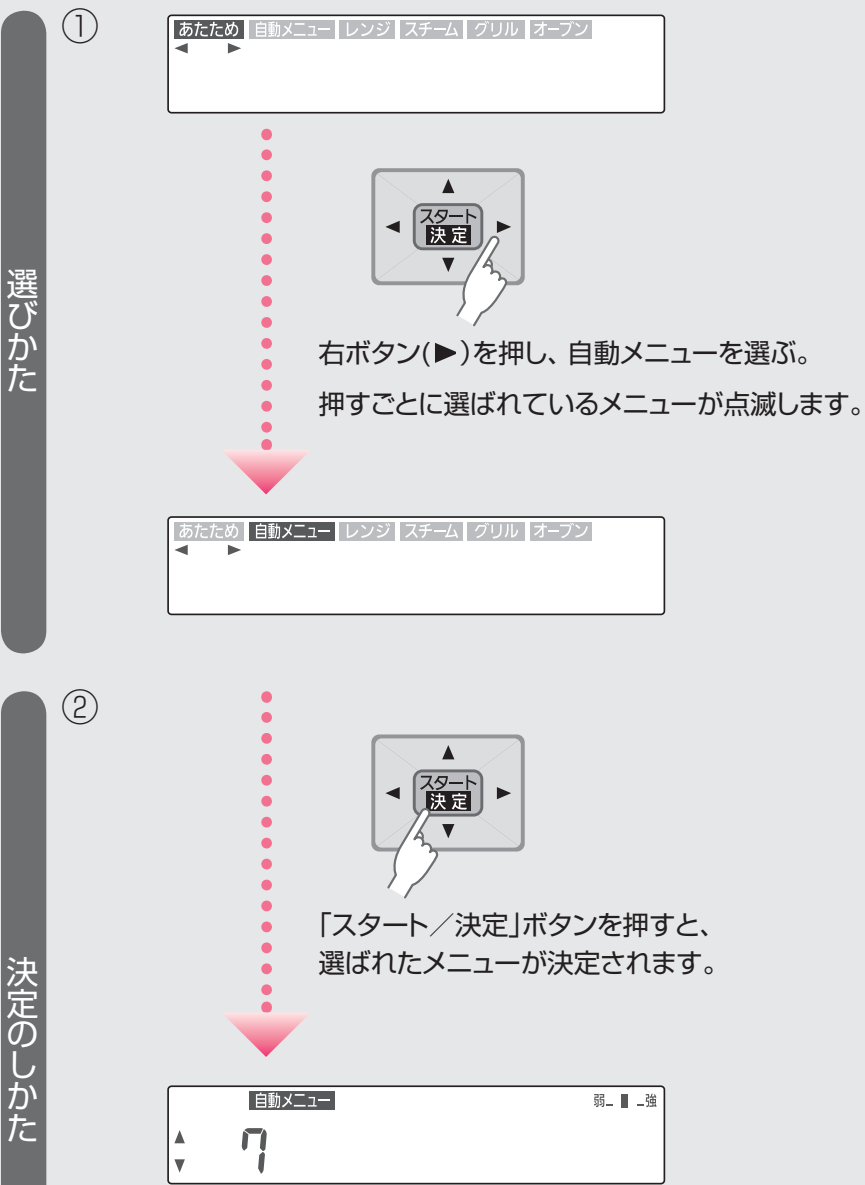 選びかた
①
あたため 自動メニュー レンジ スチーム グリル オーブン
◀ ▶
▲
◀ スタート ▶
決定
▼
右ボタン(▶)を押し、自動メニューを選ぶ。
押すごとに選ばれているメニューが点滅します。
あたため 自動メニュー レンジ スチーム グリル オーブン
◀ ▶
決定のしかた
②
▲
◀ スタート ▶
決定
▼
「スタート／決定」ボタンを押すと、
選ばれたメニューが決定されます。
自動メニュー 弱_ ▮ _強
▲ 7
▼